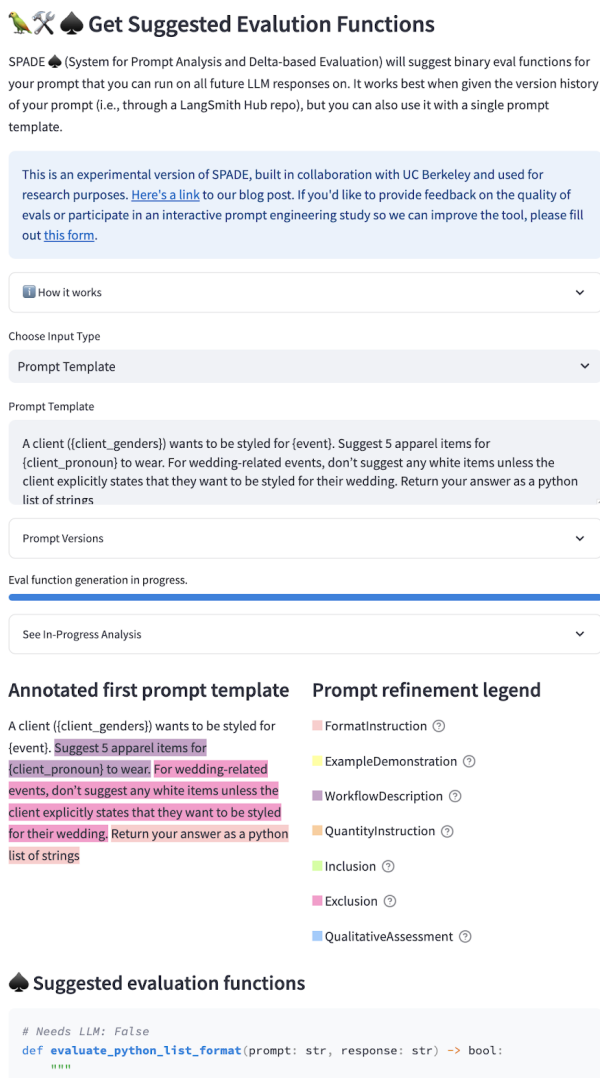 Get Suggested Evalution Functions
SPADE ♠ (System for Prompt Analysis and Delta-based Evaluation) will suggest binary eval functions for
your prompt that you can run on all future LLM responses on. It works best when given the version history
of your prompt (i.e., through a LangSmith Hub repo), but you can also use it with a single prompt
template.
This is an experimental version of SPADE, built in collaboration with UC Berkeley and used for
research purposes. Here's a link to our blog post. If you'd like to provide feedback on the quality of
evals or participate in an interactive prompt engineering study so we can improve the tool, please fill
out this form.
How it works
Choose Input Type
Prompt Template
Prompt Template
A client ({client_genders}) wants to be styled for {event}. Suggest 5 apparel items for
{client_pronoun} to wear. For wedding-related events, don’t suggest any white items unless the
client explicitly states that they want to be styled for their wedding. Return your answer as a python
list of strings
Prompt Versions
Eval function generation in progress.
See In-Progress Analysis
Annotated first prompt template
A client ({client_genders}) wants to be styled for
{event}. Suggest 5 apparel items for
{client_pronoun} to wear. For wedding-related
events, don’t suggest any white items unless the
client explicitly states that they want to be styled
for their wedding. Return your answer as a python
list of strings
Prompt refinement legend
FormatInstruction
ExampleDemonstration
WorkflowDescription
QuantityInstruction
Inclusion
Exclusion
QualitativeAssessment
Suggested evaluation functions
# Needs LLM: False
def evaluate_python_list_format(prompt: str, response: str) -> bool:
"""